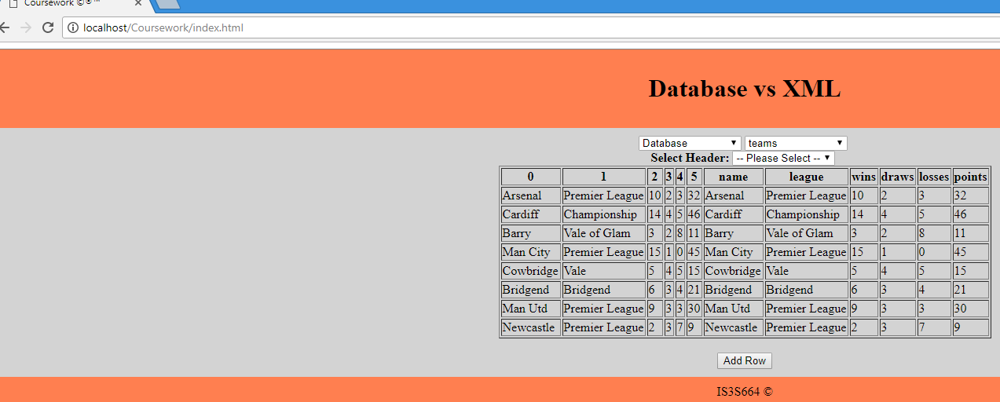 Coursework ©® ™
localhost/Coursework/index.html
Database vs XML
Database teams
Select Header: -- Please Select --
0 1 2 3 4 5 name league wins draws losses points
Arsenal Premier League 10 2 3 32 Arsenal Premier League 10 2 3 32
Cardiff Championship 14 4 5 46 Cardiff Championship 14 4 5 46
Barry Vale of Glam 3 2 8 11 Barry Vale of Glam 3 2 8 11
Man City Premier League 15 1 0 45 Man City Premier League 15 1 0 45
Cowbridge Vale 5 4 5 15 Cowbridge Vale 5 4 5 15
Bridgend Bridgend 6 3 4 21 Bridgend Bridgend 6 3 4 21
Man Utd Premier League 9 3 3 30 Man Utd Premier League 9 3 3 30
Newcastle Premier League 2 3 7 9 Newcastle Premier League 2 3 7 9
Add Row
IS3S664 ©